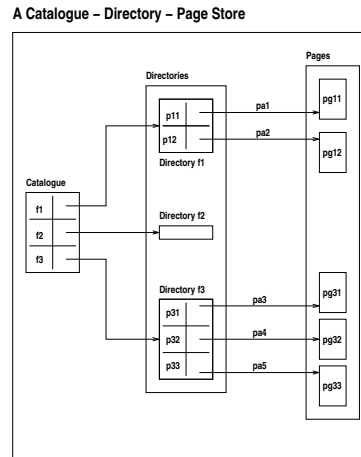 A Catalogue – Directory – Page Store
Pages
Directories
p11
pa1
pg11
p12
pa2
pg12
Directory f1
Catalogue
f1
f2
f3
Directory f2
Directory f3
p31
pa3
pg31
p32
pa4
pg32
p33
pa5
pg33